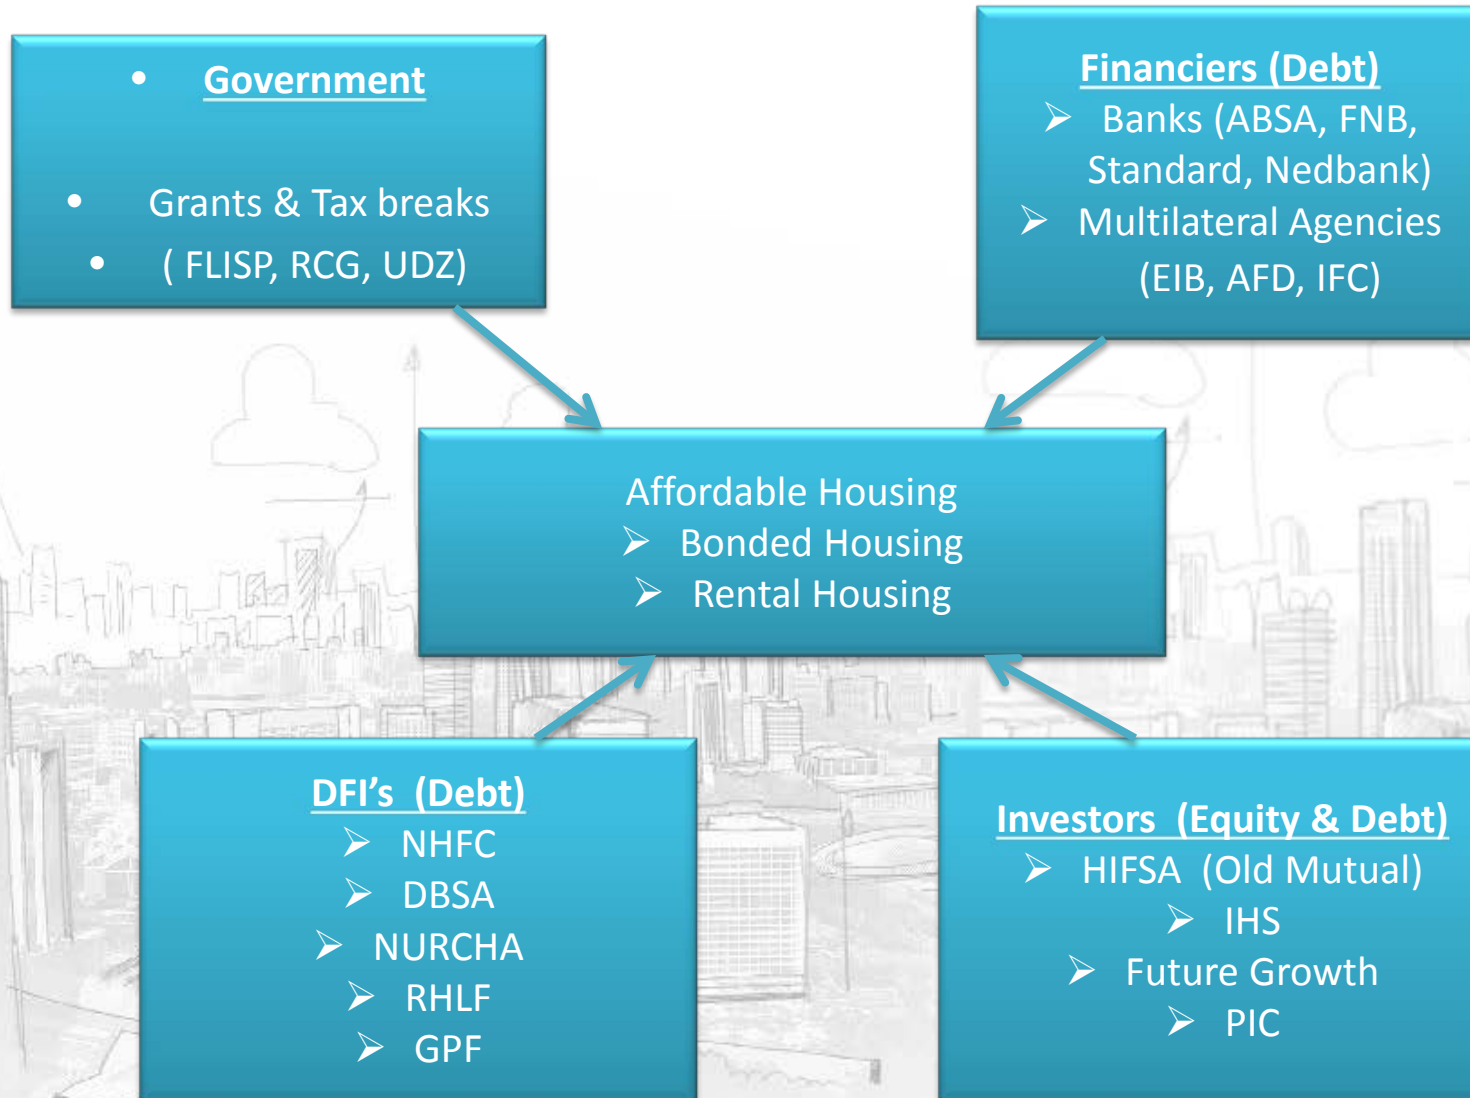 • Government
• Grants & Tax breaks
• ( FLISP, RCG, UDZ)
Financiers (Debt)
➢ Banks (ABSA, FNB,
Standard, Nedbank)
➢ Multilateral Agencies
(EIB, AFD, IFC)
Affordable Housing
➢ Bonded Housing
➢ Rental Housing
DFI’s (Debt)
➢ NHFC
➢ DBSA
➢ NURCHA
➢ RHLF
➢ GPF
Investors (Equity & Debt)
➢ HIFSA (Old Mutual)
➢ IHS
➢ Future Growth
➢ PIC